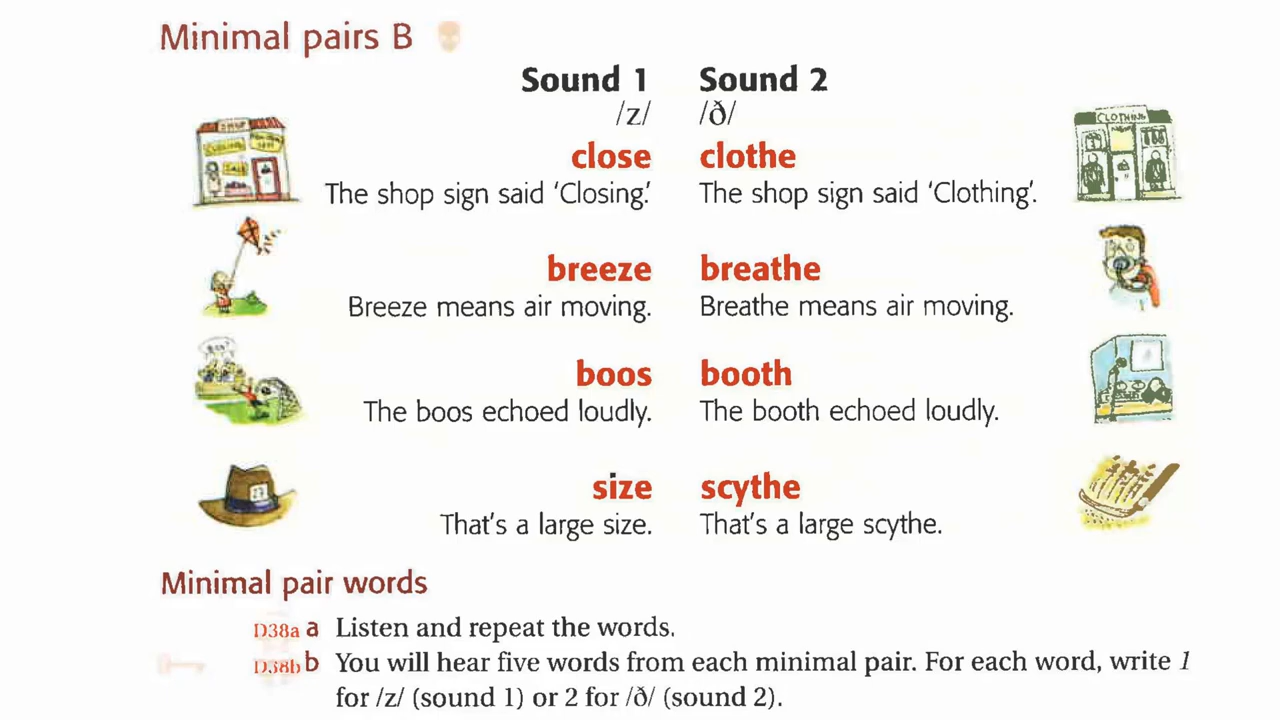 Minimal pairs B
Sound 1 Sound 2
/z/ /ð/
close clothe
The shop sign said ‘Closing.’ The shop sign said ‘Clothing’.
breeze breathe
Breeze means air moving. Breathe means air moving.
boos booth
The boos echoed loudly. The booth echoed loudly.
size scythe
That's a large size. That's a large scythe.
Minimal pair words
D38a a Listen and repeat the words.
D38b b You will hear five words from each minimal pair. For each word, write 1
for /z/ (sound 1) or 2 for /ð/ (sound 2).
SHOP
CLOSING
SALE
CLOTHING